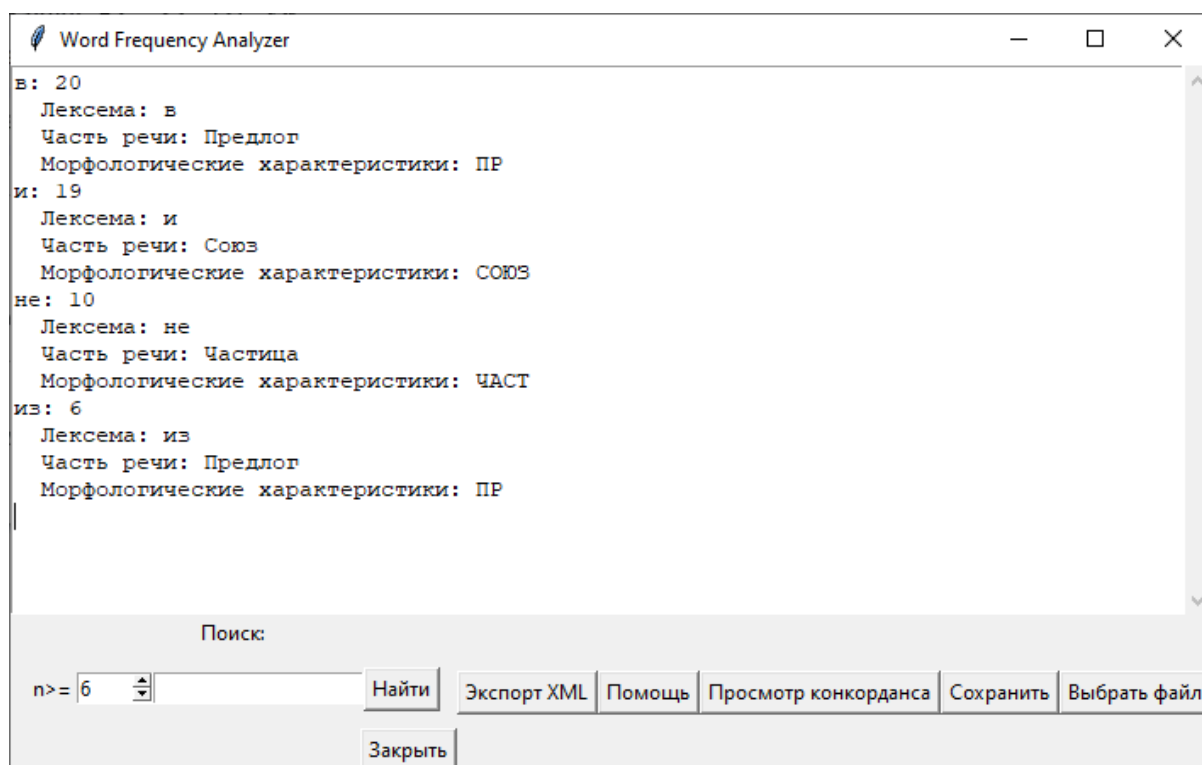 Word Frequency Analyzer
в: 20
Лексема: в
Часть речи: Предлог
Морфологические характеристики: ПР
и: 19
Лексема: и
Часть речи: Союз
Морфологические характеристики: СОЮЗ
не: 10
Лексема: не
Часть речи: Частица
Морфологические характеристики: ЧАСТ
из: 6
Лексема: из
Часть речи: Предлог
Морфологические характеристики: ПР
Поиск:
n>= 6 Найти Экспорт XML Помощь Просмотр конкорданса Сохранить Выбрать файл
Закрыть